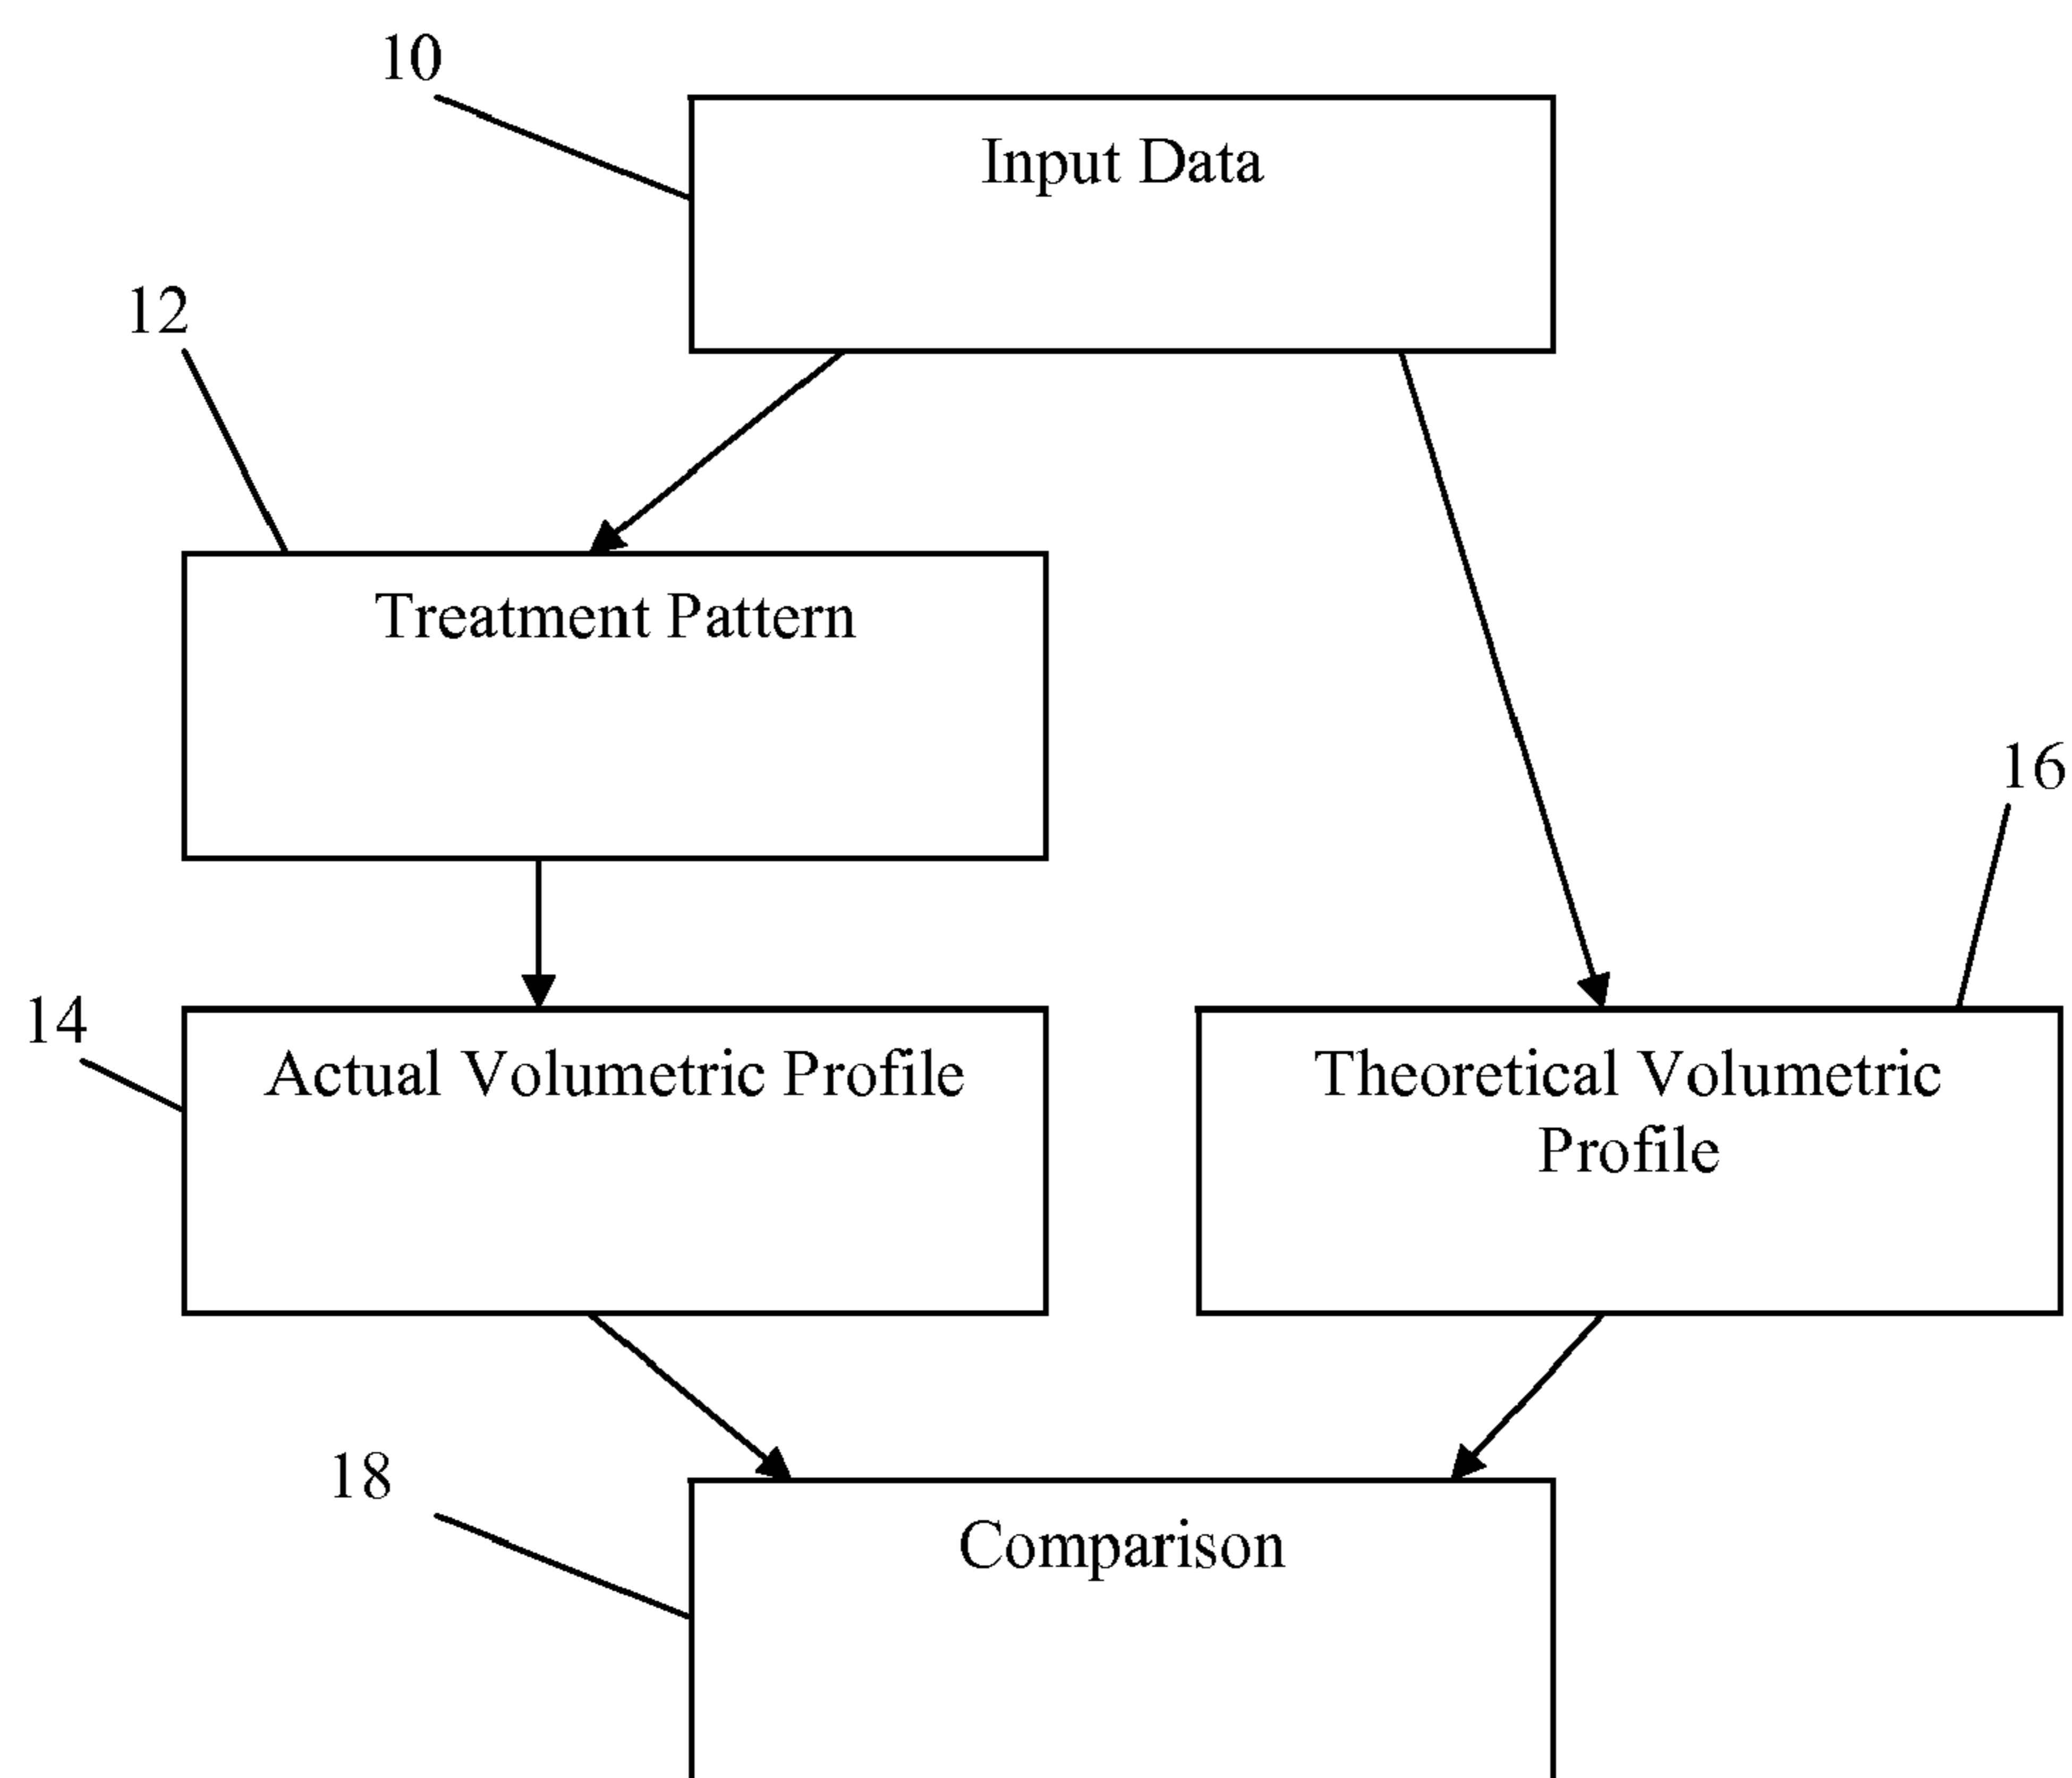 10
Input Data
12
Treatment Pattern
16
14
Actual Volumetric Profile
Theoretical Volumetric
Profile
18
Comparison